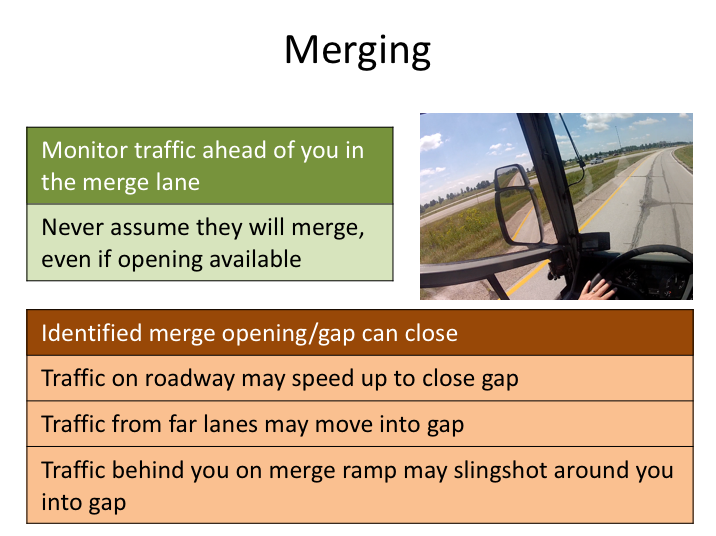 Merging
Monitor traffic ahead of you in
the merge lane
Never assume they will merge,
even if opening available
Identified merge opening/gap can close
Traffic on roadway may speed up to close gap
Traffic from far lanes may move into gap
Traffic behind you on merge ramp may slingshot around you
into gap